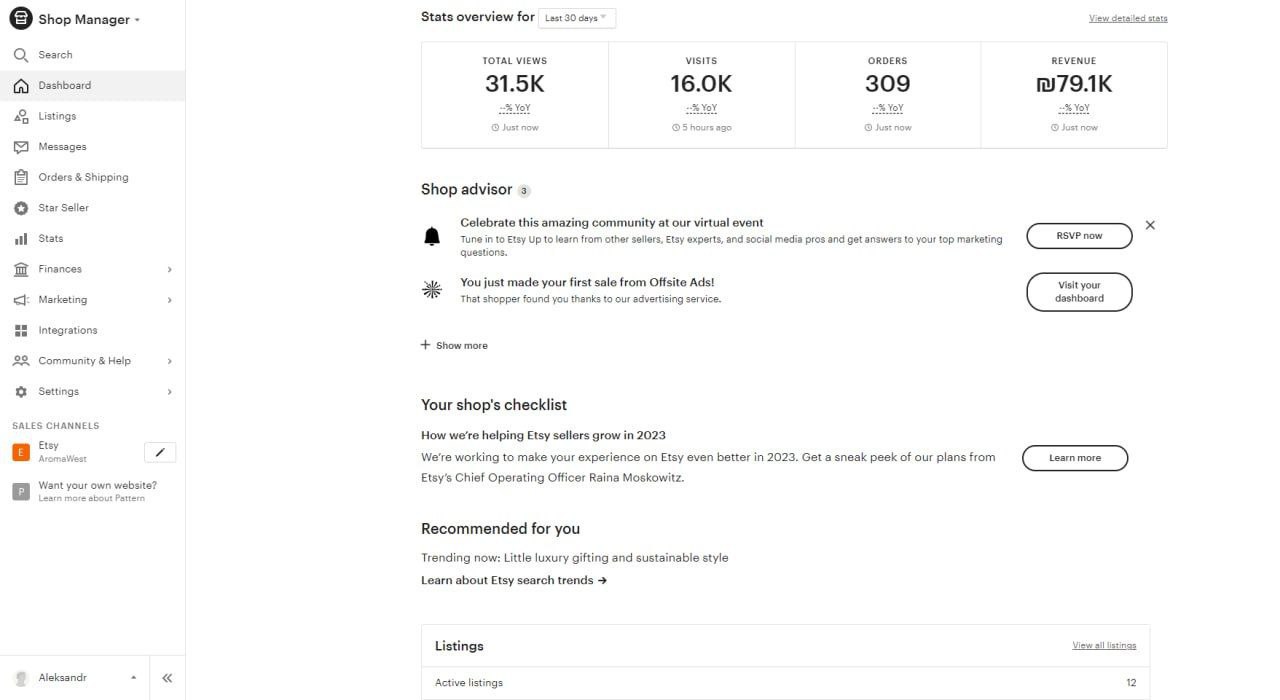 Shop Manager
Search
Dashboard
Listings
Messages
Orders & Shipping
Star Seller
Stats
Finances
Marketing
Integrations
Community & Help
Settings
SALES CHANNELS
E
Etsy
AromaWest
P
Want your own website?
Learn more about Pattern
Aleksandr
Stats overview for Last 30 days
View detailed stats
TOTAL VIEWS
31.5K
--% YoY
Just now
VISITS
16.0K
--% YoY
5 hours ago
ORDERS
309
--% YoY
Just now
REVENUE
₪79.1K
--% YoY
Just now
Shop advisor 3
Celebrate this amazing community at our virtual event
Tune in to Etsy Up to learn from other sellers, Etsy experts, and social media pros and get answers to your top marketing
questions.
RSVP now
You just made your first sale from Offsite Ads!
That shopper found you thanks to our advertising service.
Visit your
dashboard
Show more
Your shop's checklist
How we’re helping Etsy sellers grow in 2023
We’re working to make your experience on Etsy even better in 2023. Get a sneak peek of our plans from
Etsy’s Chief Operating Officer Raina Moskowitz.
Learn more
Recommended for you
Trending now: Little luxury gifting and sustainable style
Learn about Etsy search trends →
Listings
View all listings
Active listings 12